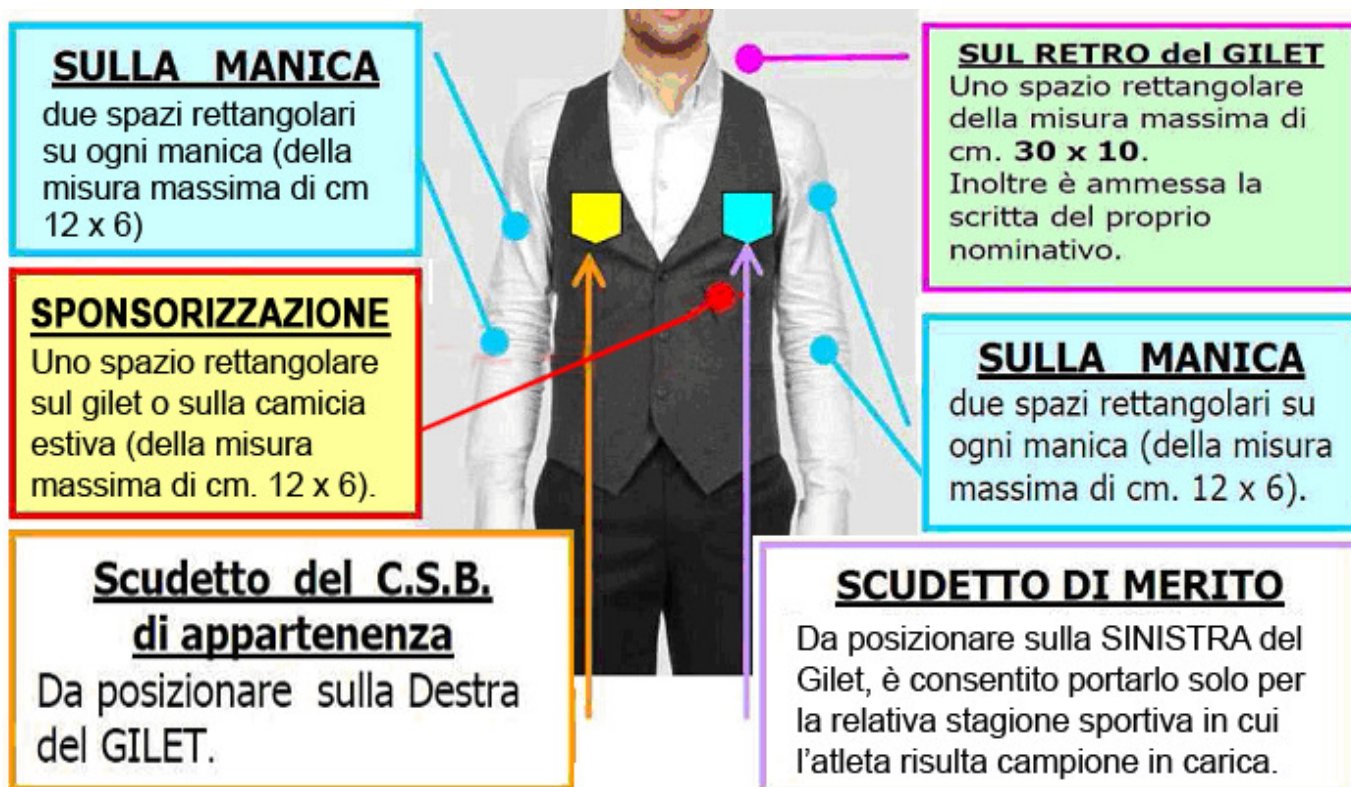 SULLA MANICA
due spazi rettangolari
su ogni manica (della
misura massima di cm
12 x 6)
SPONSORIZZAZIONE
Uno spazio rettangolare
sul gilet o sulla camicia
estiva (della misura
massima di cm. 12 x 6).
Scudetto del C.S.B.
di appartenenza
Da posizionare sulla Destra
del GILET.
SUL RETRO del GILET
Uno spazio rettangolare
della misura massima di
cm. 30 x 10.
Inoltre è ammessa la
scritta del proprio
nominativo.
SULLA MANICA
due spazi rettangolari su
ogni manica (della misura
massima di cm. 12 x 6).
SCUDETTO DI MERITO
Da posizionare sulla SINISTRA del
Gilet, è consentito portarlo solo per
la relativa stagione sportiva in cui
l'atleta risulta campione in carica.